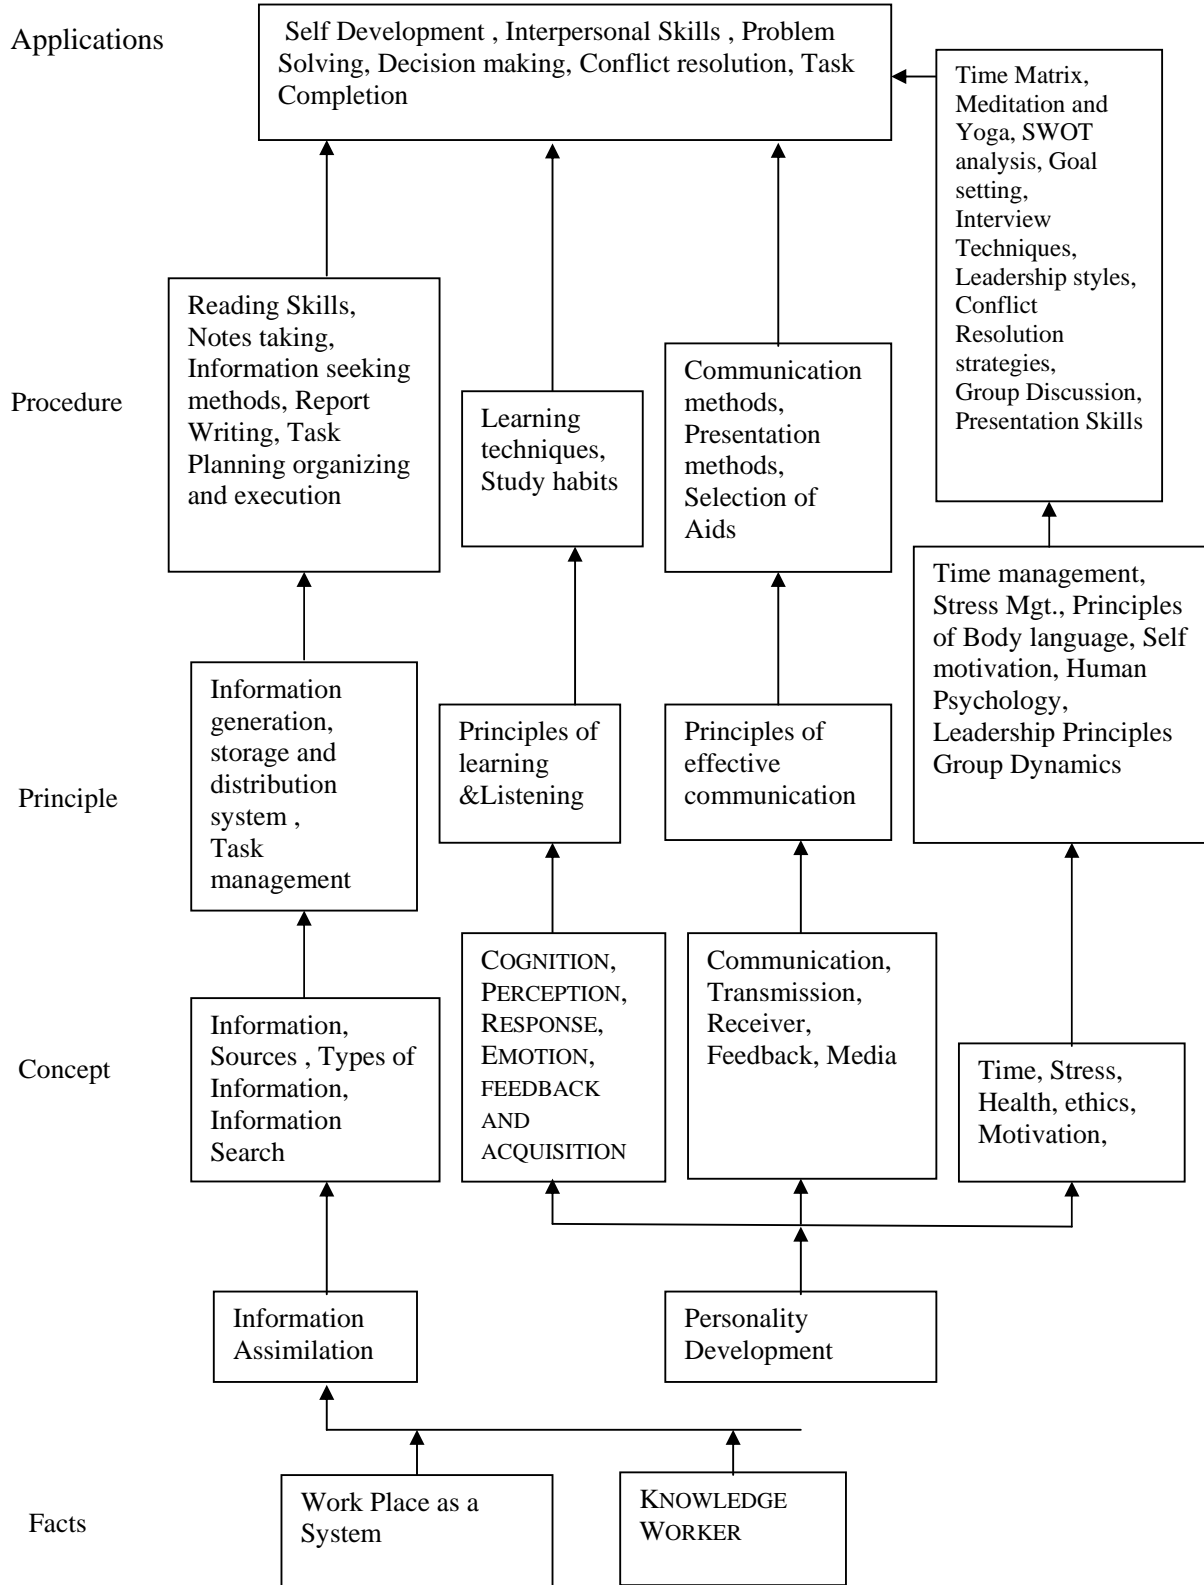 Applications
Self Development , Interpersonal Skills , Problem
Solving, Decision making, Conflict resolution, Task
Completion
Time Matrix,
Meditation and
Yoga, SWOT
analysis, Goal
setting,
Interview
Techniques,
Leadership styles,
Conflict
Resolution
strategies,
Group Discussion,
Presentation Skills
Procedure
Reading Skills,
Notes taking,
Information seeking
methods, Report
Writing, Task
Planning organizing
and execution
Learning
techniques,
Study habits
Communication
methods,
Presentation
methods,
Selection of
Aids
Time management,
Stress Mgt., Principles
of Body language, Self
motivation, Human
Psychology,
Leadership Principles
Group Dynamics
Principle
Information
generation,
storage and
distribution
system ,
Task
management
Principles of
learning
&Listening
Principles of
effective
communication
Concept
Information,
Sources , Types of
Information,
Information
Search
COGNITION,
PERCEPTION,
RESPONSE,
EMOTION,
FEEDBACK
AND
ACQUISITION
Communication,
Transmission,
Receiver,
Feedback, Media
Time, Stress,
Health, ethics,
Motivation,
Information
Assimilation
Personality
Development
Facts
Work Place as a
System
KNOWLEDGE
WORKER